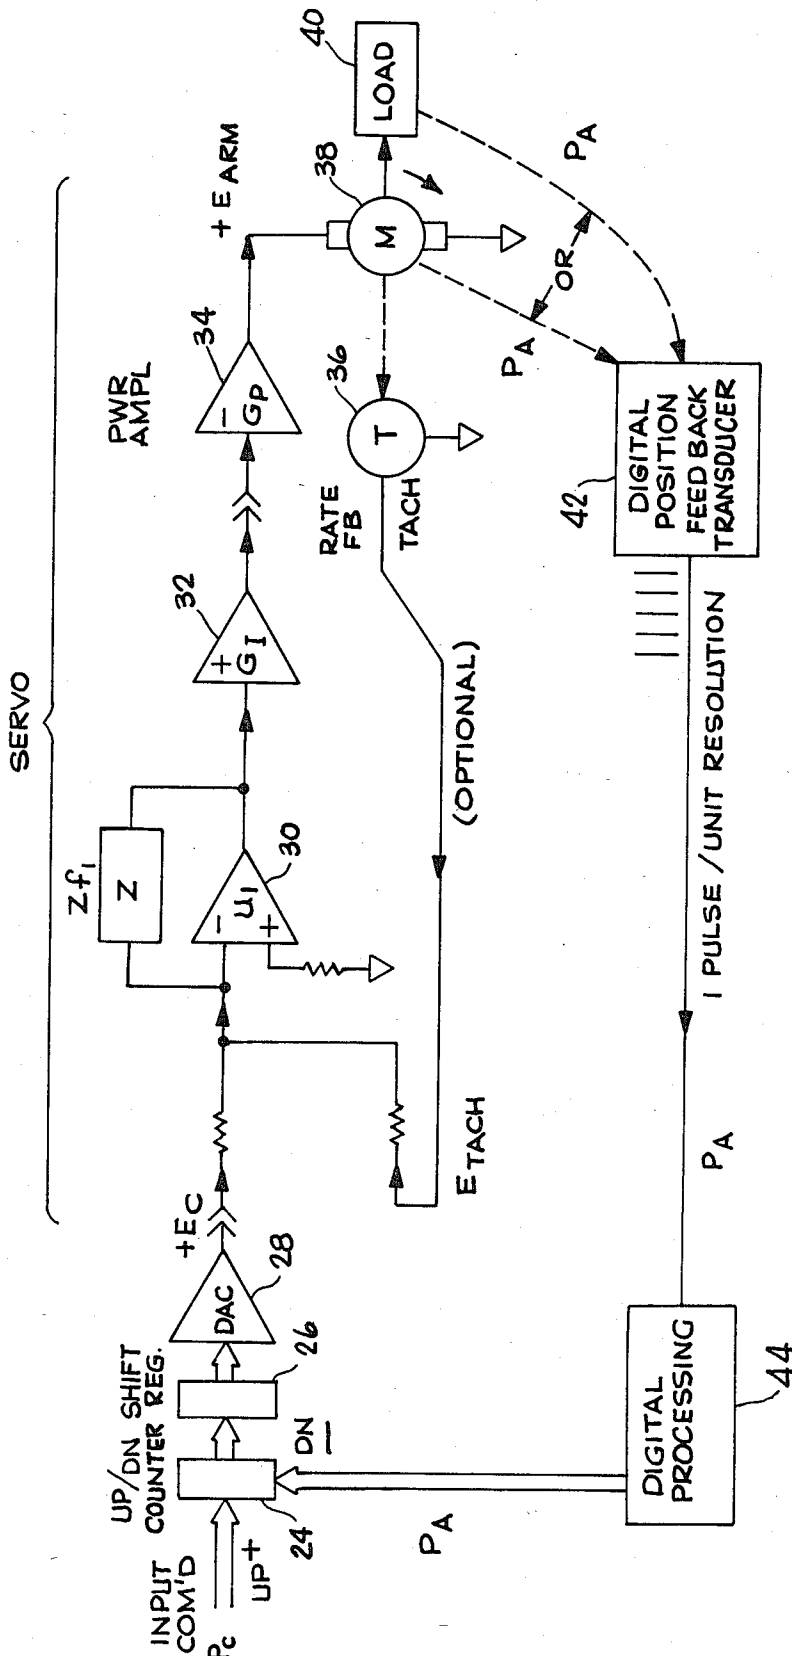 SERVO
INPUT
COM'D
Pc
UP+
UP/DN
COUNTER
SHIFT
REG.
24
26
DN
—
DAC
28
+Ec
Zf1
Z
−
+
u1
30
+
GI
32
PWR
AMPL
−
GP
34
+E ARM
M
38
LOAD
40
T
36
RATE
FB
TACH
(OPTIONAL)
E TACH
PA
OR
PA
DIGITAL
POSITION
FEED BACK
TRANSDUCER
42
1 PULSE / UNIT RESOLUTION
PA
DIGITAL
PROCESSING
44
PA